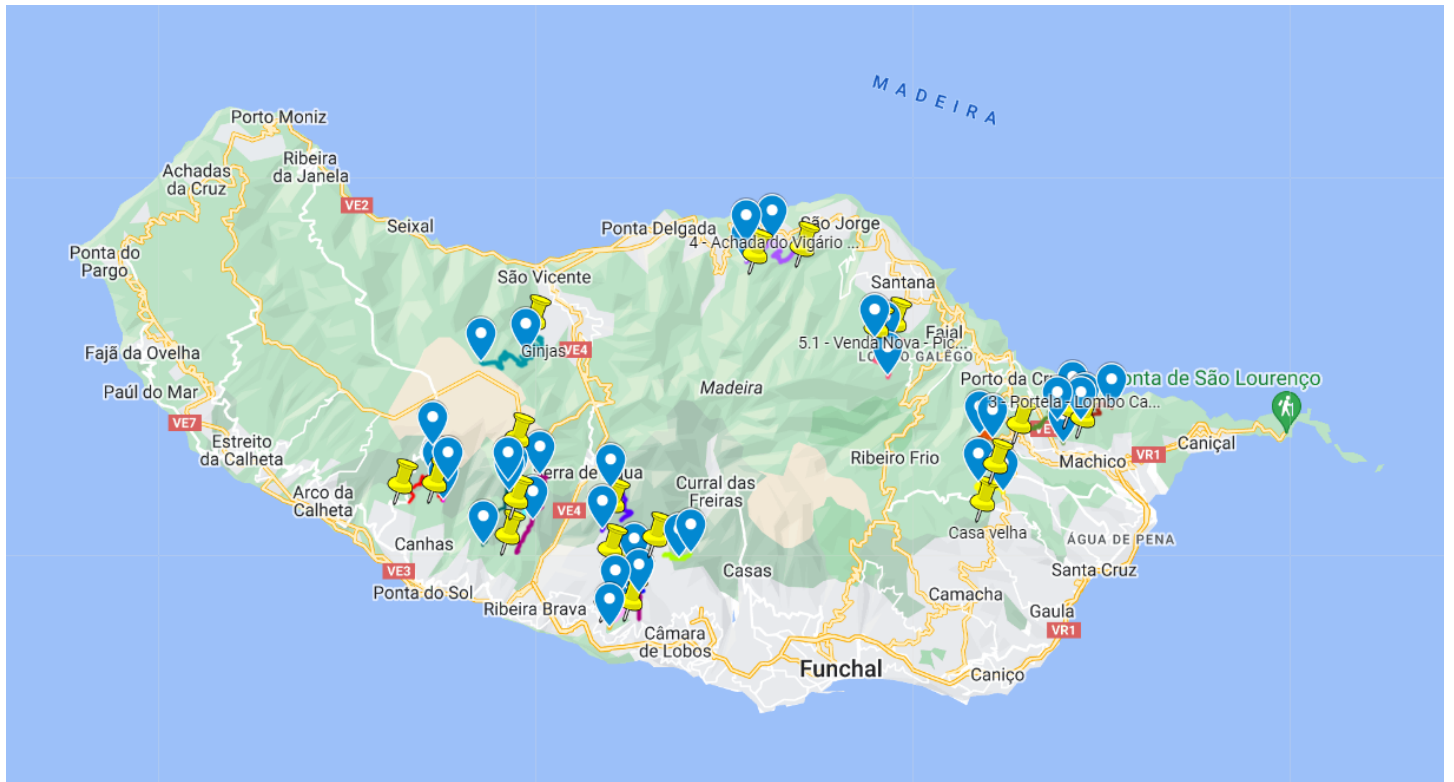 MADEIRA
Porto Moniz
Ribeira
da Janela
Achadas
da Cruz
VE2
Seixal
Ponta Delgada
São Jorge
4 - Achada do Vigário ...
Ponta do
Pargo
São Vicente
Santana
Faial
5.1 - Venda Nova - Pic...
Ginjas
VE4
Fajã da Ovelha
Madeira
Paúl do Mar
Porto da Cru
onta de São Lourenço
3 - Portela - Lombo Ca...
VE7
Estreito
da Calheta
VE
Caniçal
Ribeiro Frio
Machico
VR1
Arco da
Calheta
Curral das
Freiras
VE4
Canhas
Casa velha
ÁGUA DE PENA
VE3
Casas
Santa Cruz
Ponta do Sol
Ribeira Brava
Camacha
Gaula
Câmara
de Lobos
VR1
Funchal
Caniço